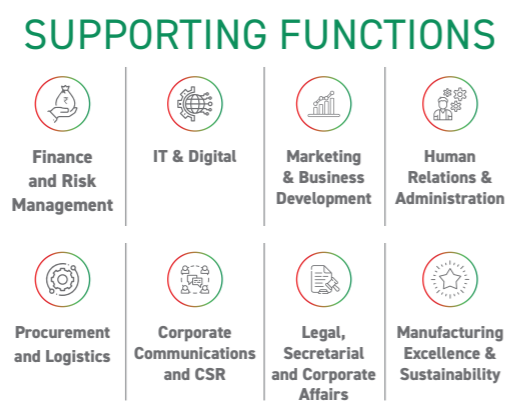 SUPPORTING FUNCTIONS
₹
Finance
and Risk
Management
IT & Digital
Marketing
& Business
Development
Human
Relations &
Administration
Procurement
and Logistics
Corporate
Communications
and CSR
Legal,
Secretarial
and Corporate
Affairs
Manufacturing
Excellence &
Sustainability